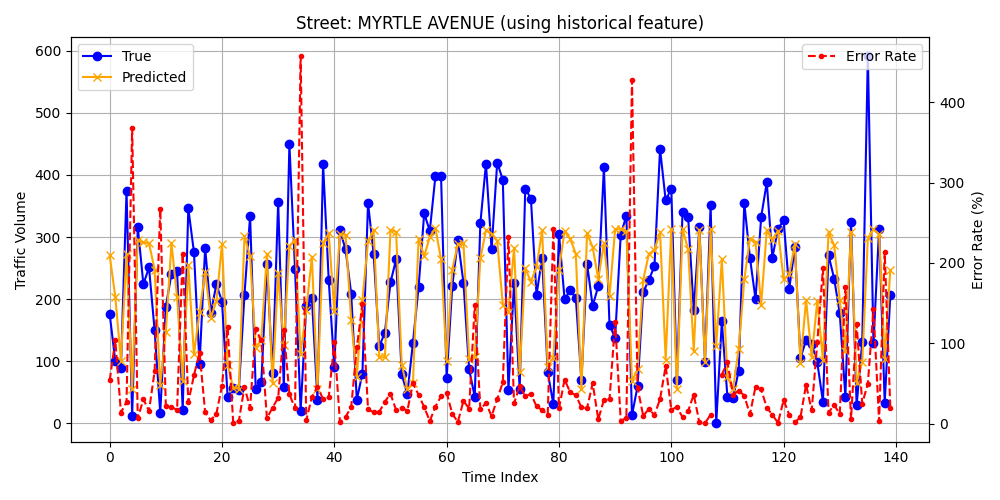 Street: MYRTLE AVENUE (using historical feature)
True
Predicted
Error Rate
Traffic Volume
600
500
400
300
200
100
0
400
300
200
100
0
Error Rate (%)
0 20 40 60 80 100 120 140
Time Index